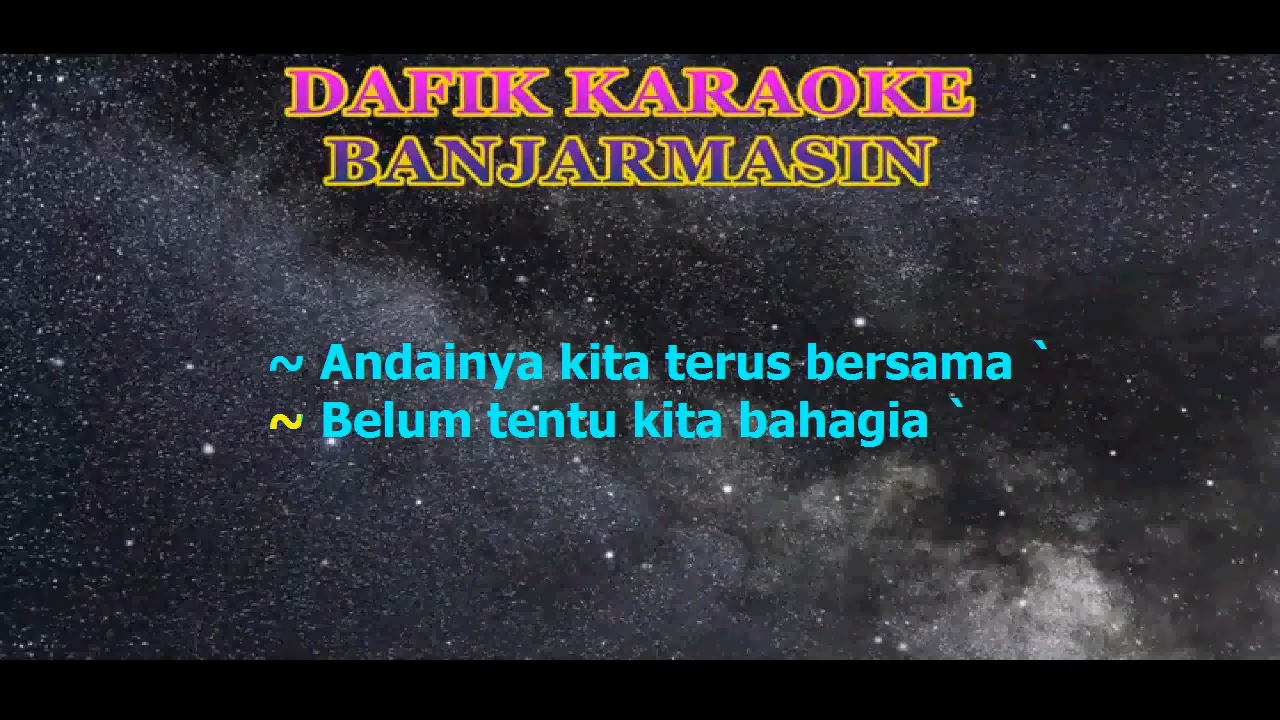 DAFIK KARAOKE
BANJARMASIN
~ Andainya kita terus bersama `
~ Belum tentu kita bahagia `